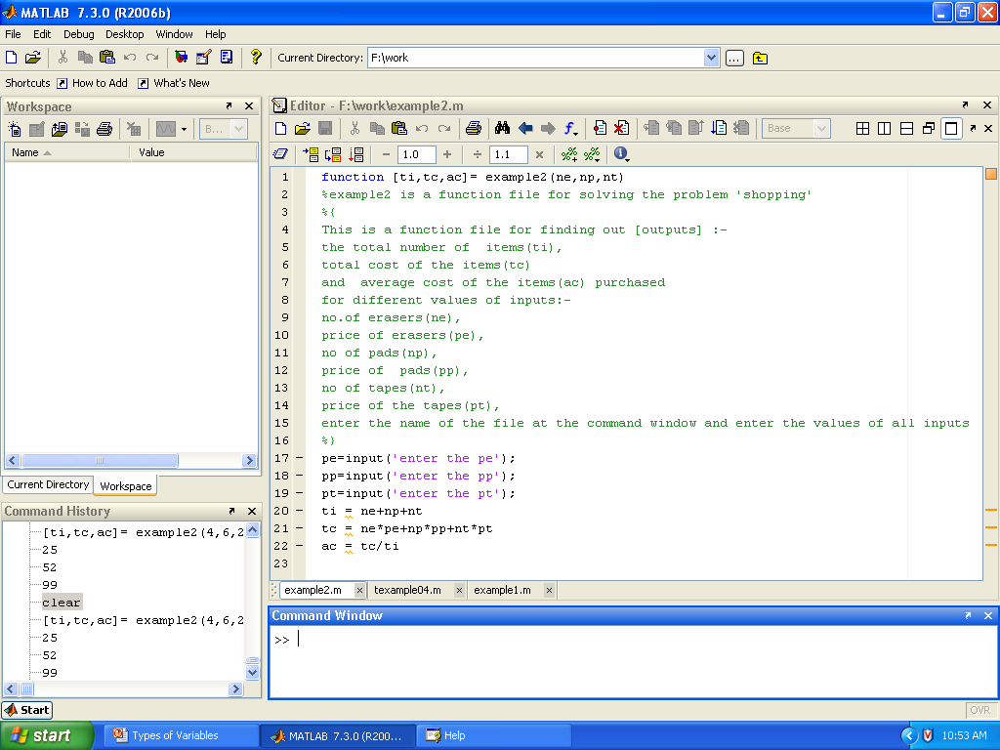 MATLAB 7.3.0 (R2006b)
File Edit Debug Desktop Window Help
Current Directory: F:\work ...
Shortcuts How to Add What's New
Workspace
B...
Name Value
Current Directory Workspace
Command History
[ti,tc,ac]= example2(4,6,2
25
52
99
clear
[ti,tc,ac]= example2(4,6,2
25
52
99
Editor - F:\work\example2.m
Base
− 1.0 + ÷ 1.1 ×
1 function [ti,tc,ac]= example2(ne,np,nt)
2 %example2 is a function file for solving the problem 'shopping'
3 %{
4 This is a function file for finding out [outputs] :-
5 the total number of  items(ti),
6 total cost of the items(tc)
7 and  average cost of the items(ac) purchased
8 for different values of inputs:-
9 no.of erasers(ne),
10 price of erasers(pe),
11 no of pads(np),
12 price of  pads(pp),
13 no of tapes(nt),
14 price of the tapes(pt),
15 enter the name of the file at the command window and enter the values of all inputs
16 %}
17 − pe=input('enter the pe');
18 − pp=input('enter the pp');
19 − pt=input('enter the pt');
20 − ti = ne+np+nt
21 − tc = ne*pe+np*pp+nt*pt
22 − ac = tc/ti
23
example2.m × texample04.m × example1.m ×
Command Window
>>
Start
OVR
start Types of Variables MATLAB 7.3.0 (R200... Help 10:53 AM